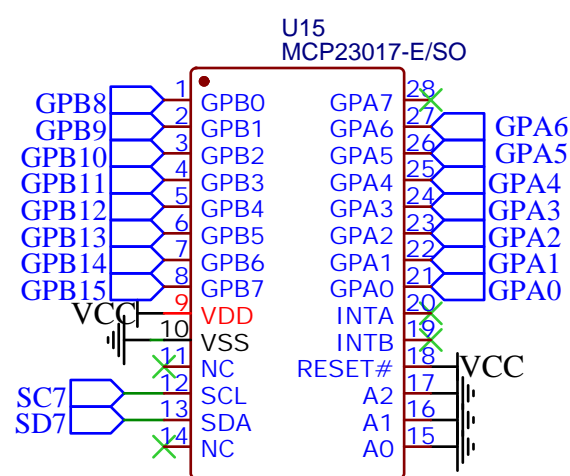 U15
MCP23017-E/SO
GPB8 1 GPB0 GPA7 28
GPB9 2 GPB1 GPA6 27 GPA6
GPB10 3 GPB2 GPA5 26 GPA5
GPB11 4 GPB3 GPA4 25 GPA4
GPB12 5 GPB4 GPA3 24 GPA3
GPB13 6 GPB5 GPA2 23 GPA2
GPB14 7 GPB6 GPA1 22 GPA1
GPB15 8 GPB7 GPA0 21 GPA0
VCC 9 VDD INTA 20
10 VSS INTB 19
11 NC RESET# 18 VCC
SC7 12 SCL A2 17
SD7 13 SDA A1 16
14 NC A0 15